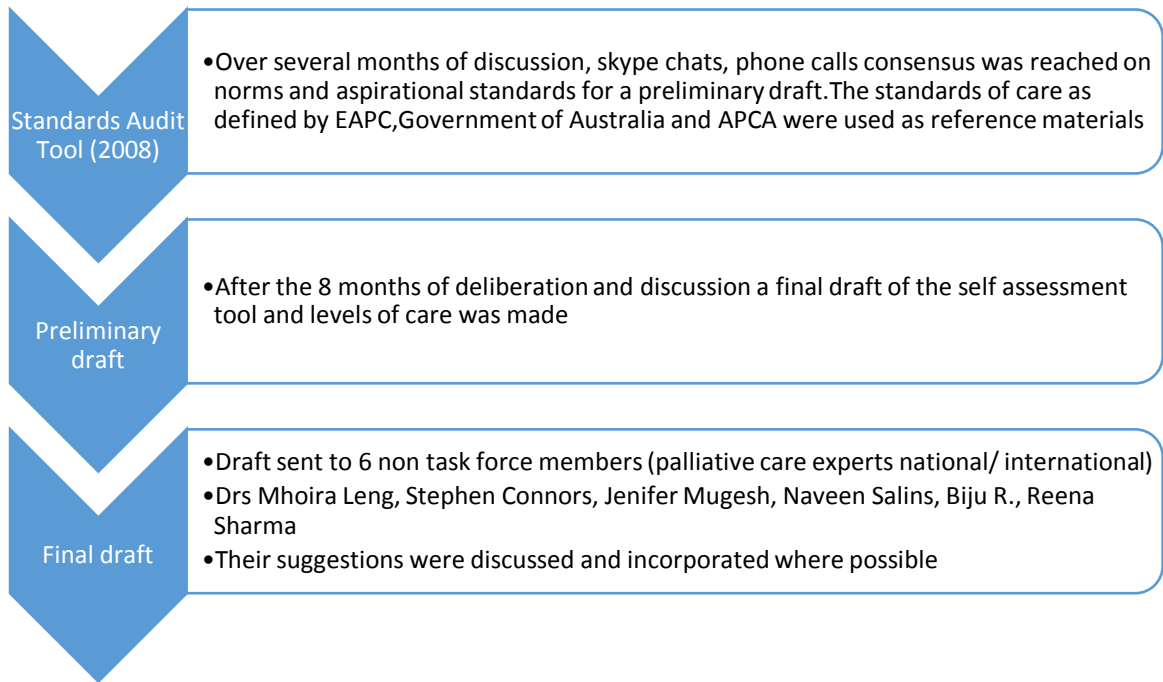 Standards Audit
Tool (2008)
•Over several months of discussion, skype chats, phone calls consensus was reached on
norms and aspirational standards for a preliminary draft.The standards of care as
defined by EAPC,Government of Australia and APCA were used as reference materials
Preliminary
draft
•After the 8 months of deliberation and discussion a final draft of the self assessment
tool and levels of care was made
Final draft
•Draft sent to 6 non task force members (palliative care experts national/ international)
•Drs Mhoira Leng, Stephen Connors, Jenifer Mugesh, Naveen Salins, Biju R., Reena
Sharma
•Their suggestions were discussed and incorporated where possible